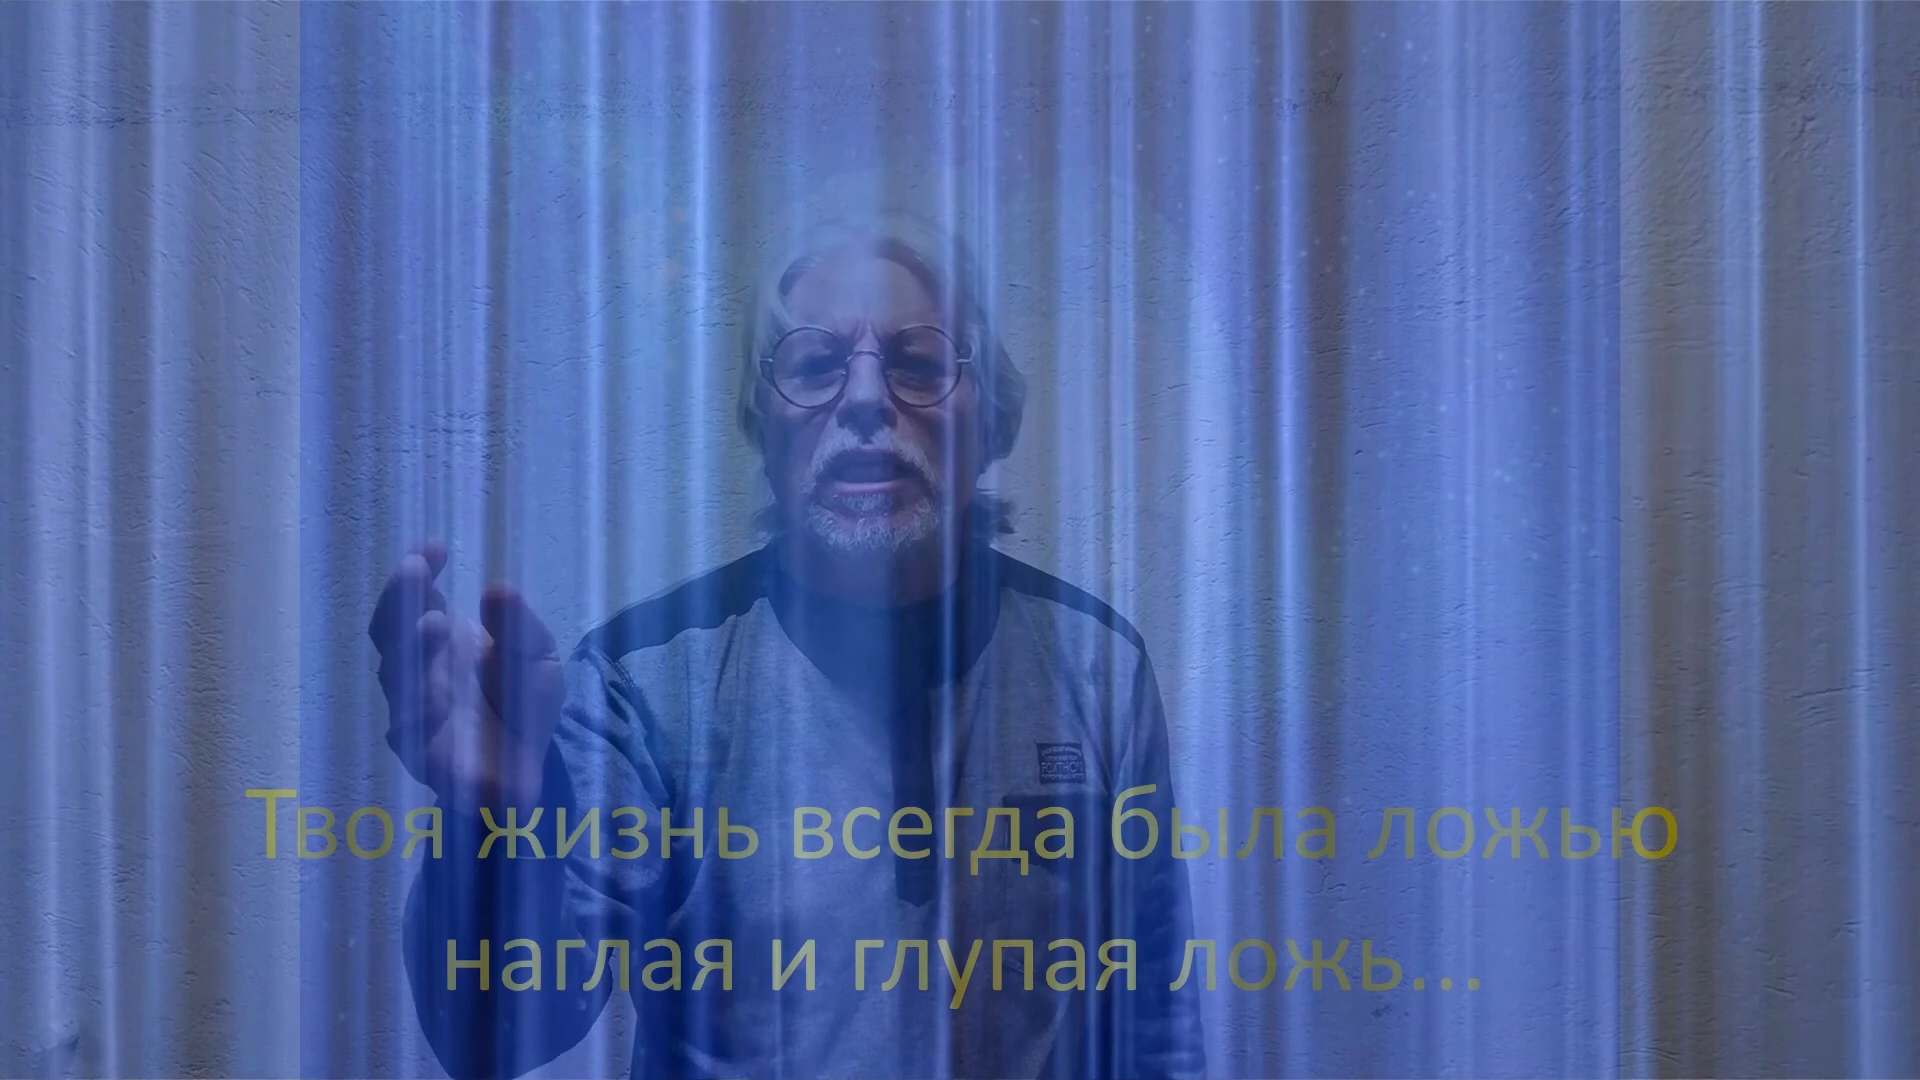 Твоя жизнь всегда была ложью
наглая и глупая ложь...